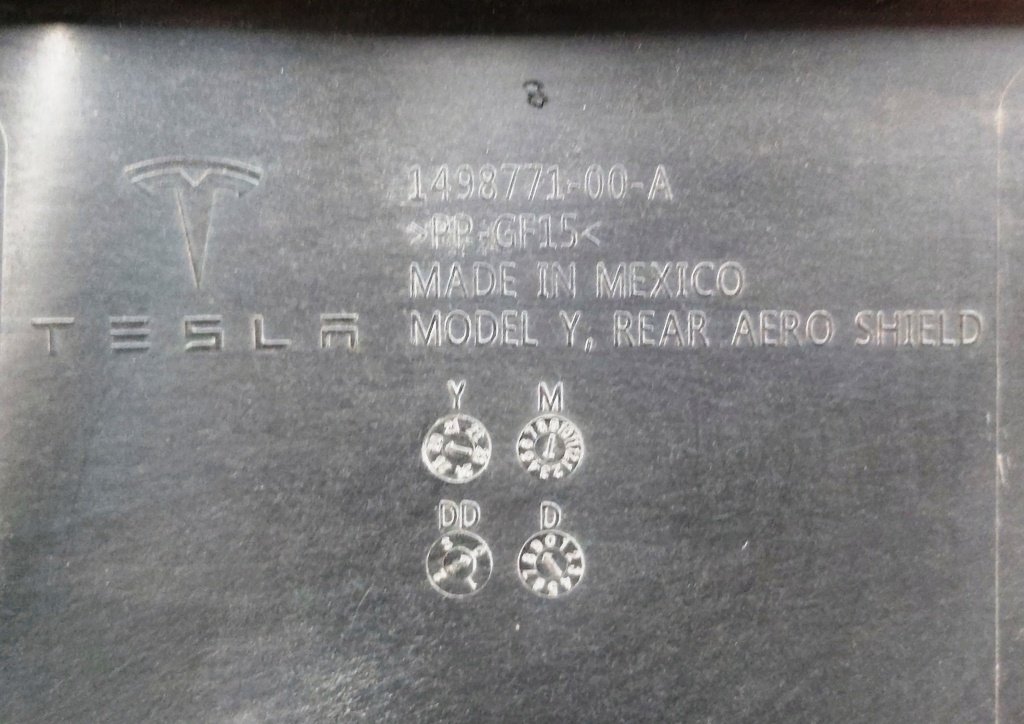 8
1498771-00-A
>PP-GF15<
MADE IN MEXICO
TESLA
MODEL Y, REAR AERO SHIELD
Y M
DD D